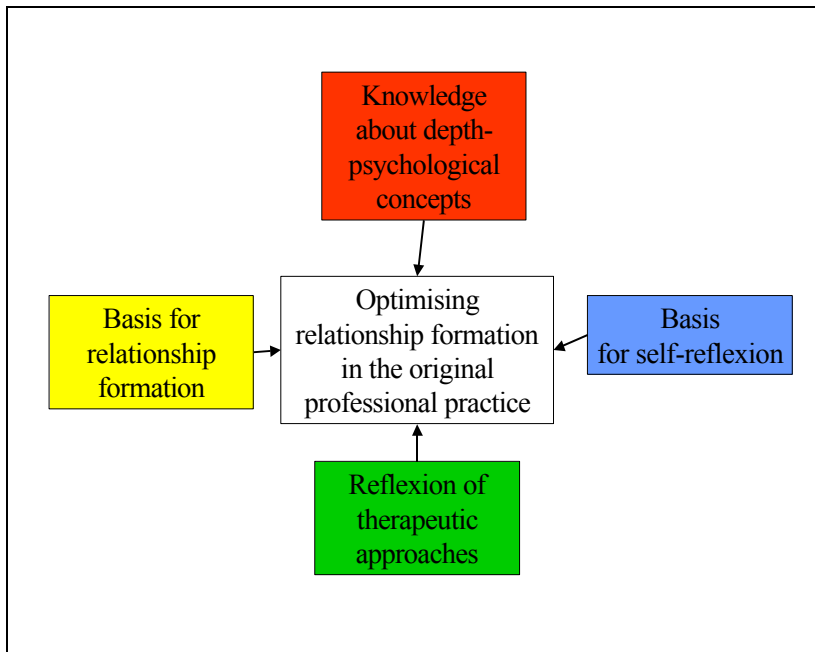 Knowledge
about depth-
psychological
concepts
Basis for
relationship
formation
Optimising
relationship formation
in the original
professional practice
Basis
for self-reflexion
Reflexion of
therapeutic
approaches